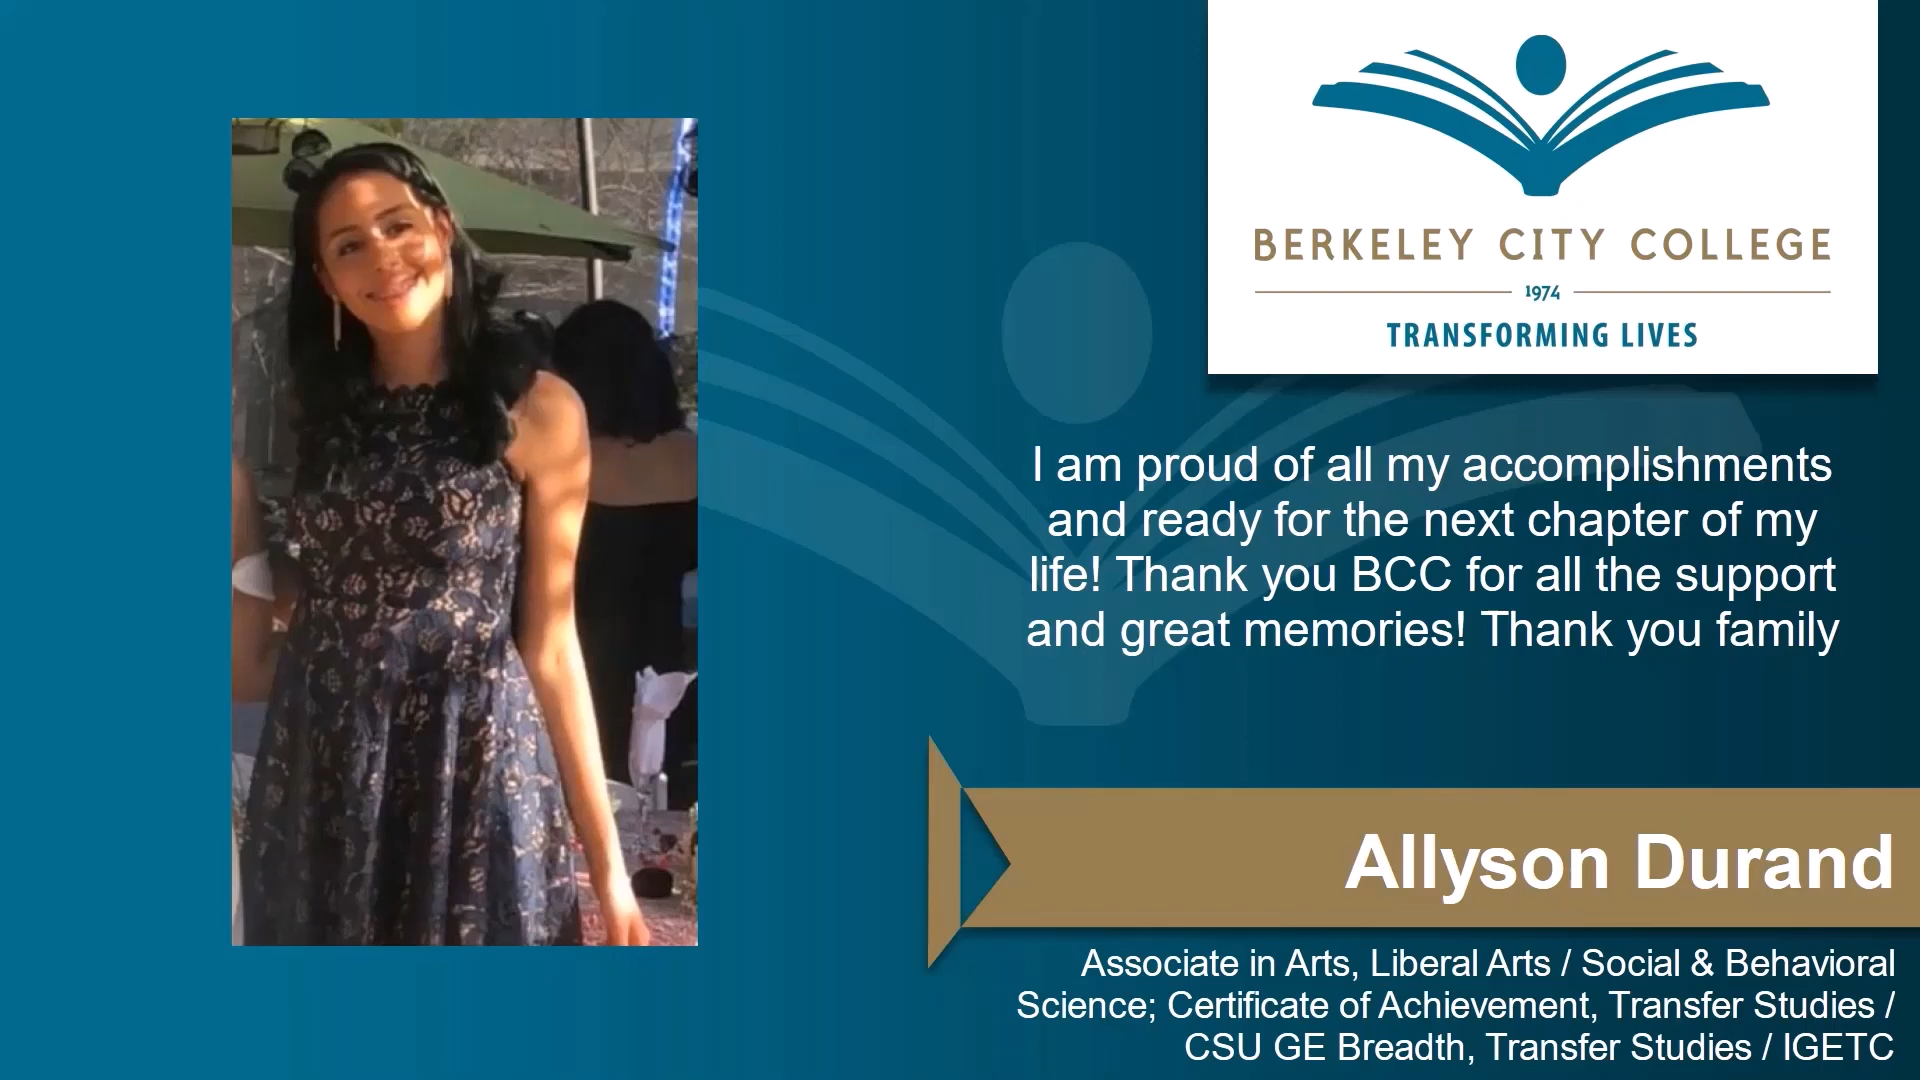 BERKELEY CITY COLLEGE
1974
TRANSFORMING LIVES
I am proud of all my accomplishments
and ready for the next chapter of my
life! Thank you BCC for all the support
and great memories! Thank you family
Allyson Durand
Associate in Arts, Liberal Arts / Social & Behavioral
Science; Certificate of Achievement, Transfer Studies /
CSU GE Breadth, Transfer Studies / IGETC